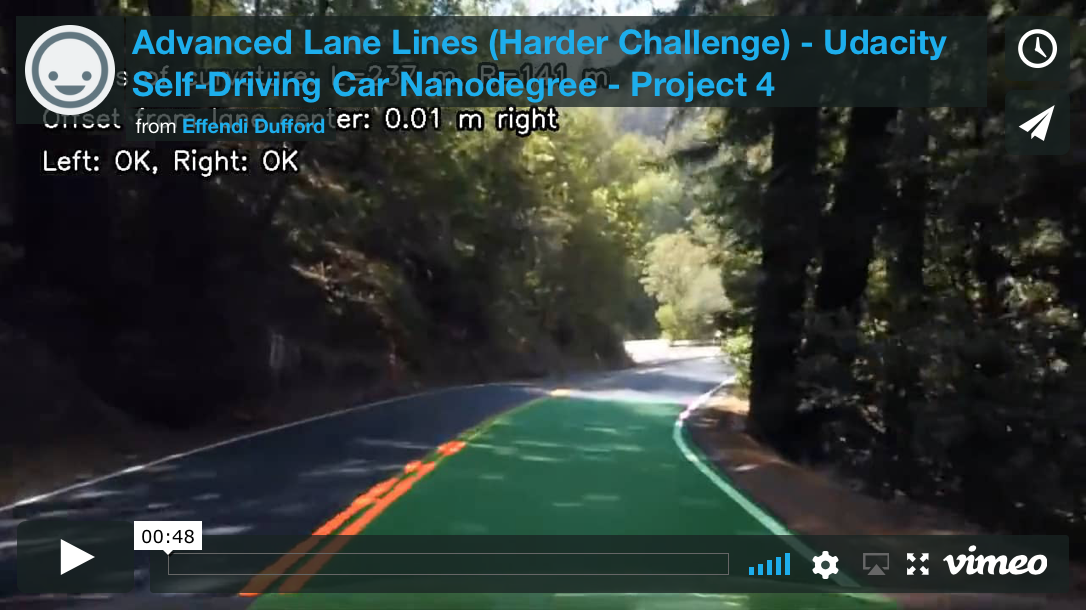 Advanced Lane Lines (Harder Challenge) - Udacity
Self-Driving Car Nanodegree - Project 4
s of curvature: L=237 m, R=141 m
from Effendi Dufford
Offset from lane center: 0.01 m right
Left: OK, Right: OK
00:48
vimeo